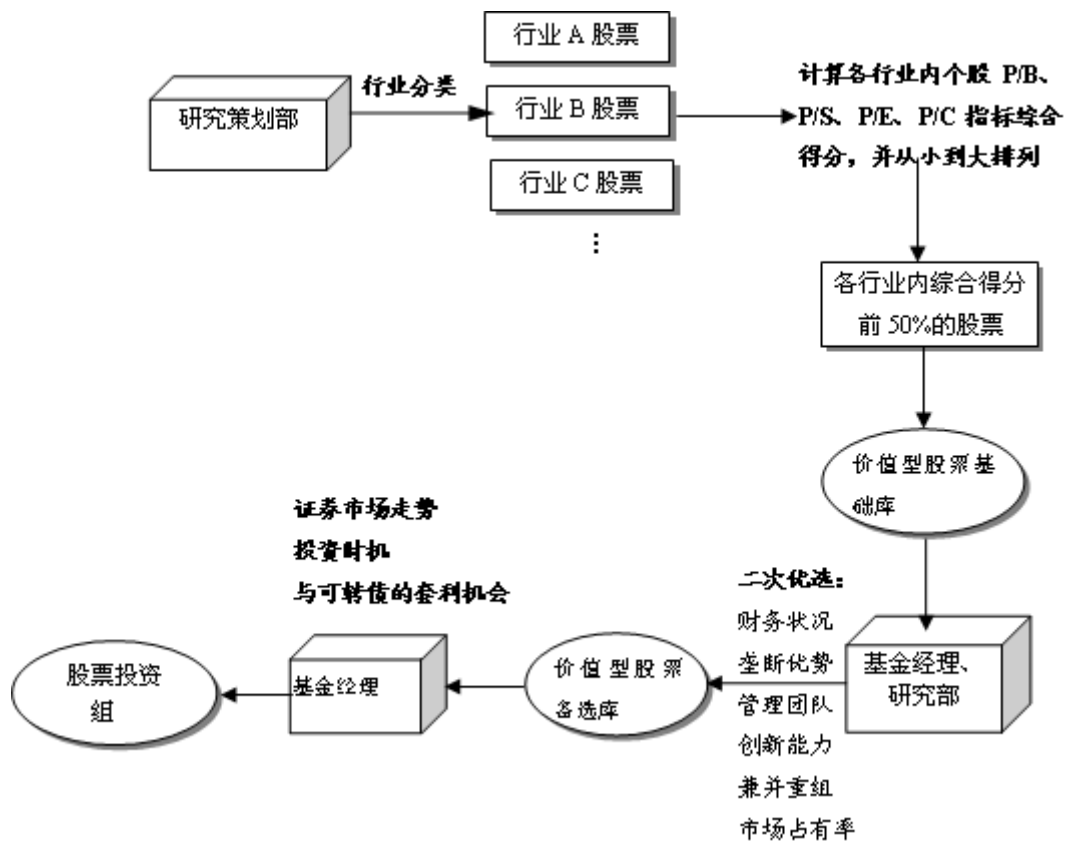 行业 A 股票
研究策划部
行业分类
行业 B 股票
行业 C 股票
⋮
计算各行业内个股 P/B、
P/S、P/E、P/C 指标综合
得分，并从小到大排列
各行业内综合得分
前 50%的股票
价值型股票基
础库
基金经理、
研究部
二次优选：
财务状况
垄断优势
管理团队
创新能力
兼并重组
市场占有率
价值型股票
备选库
证券市场走势
投资时机
与可转债的套利机会
基金经理
股票投资
组